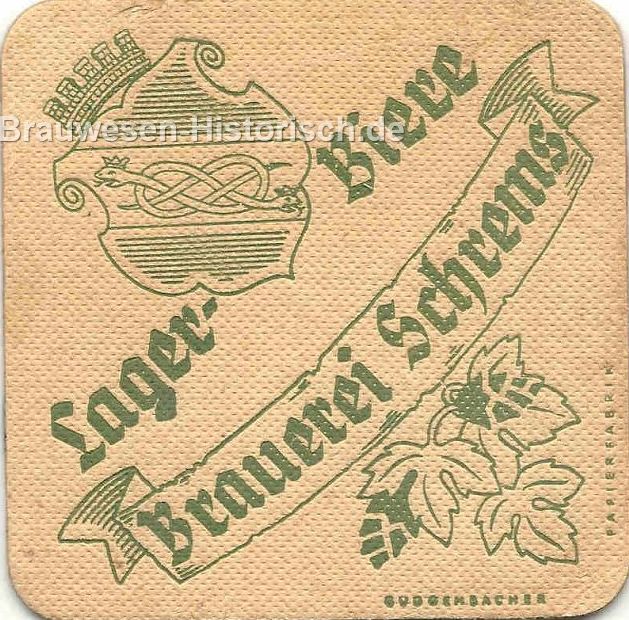 Brauwesen-Historisch.de
Lager-Biere
Brauerei Schrems
GUGGENBACHER
PAPIERFABRIK